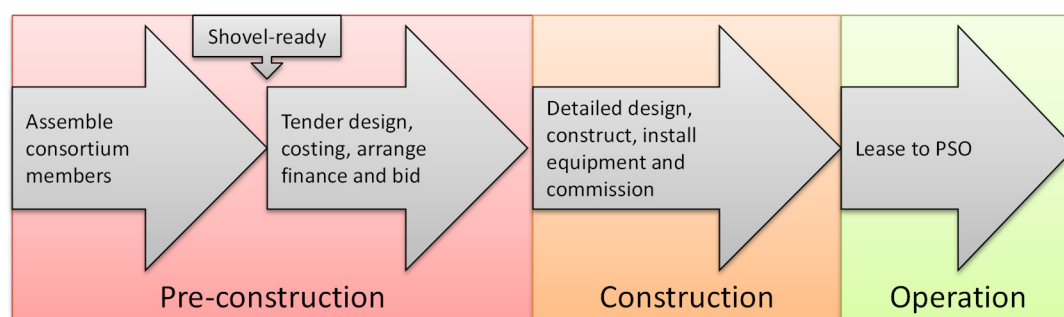 Shovel-ready
Assemble
consortium
members
Tender design,
costing, arrange
finance and bid
Detailed design,
construct, install
equipment and
commission
Lease to PSO
Pre-construction
Construction
Operation